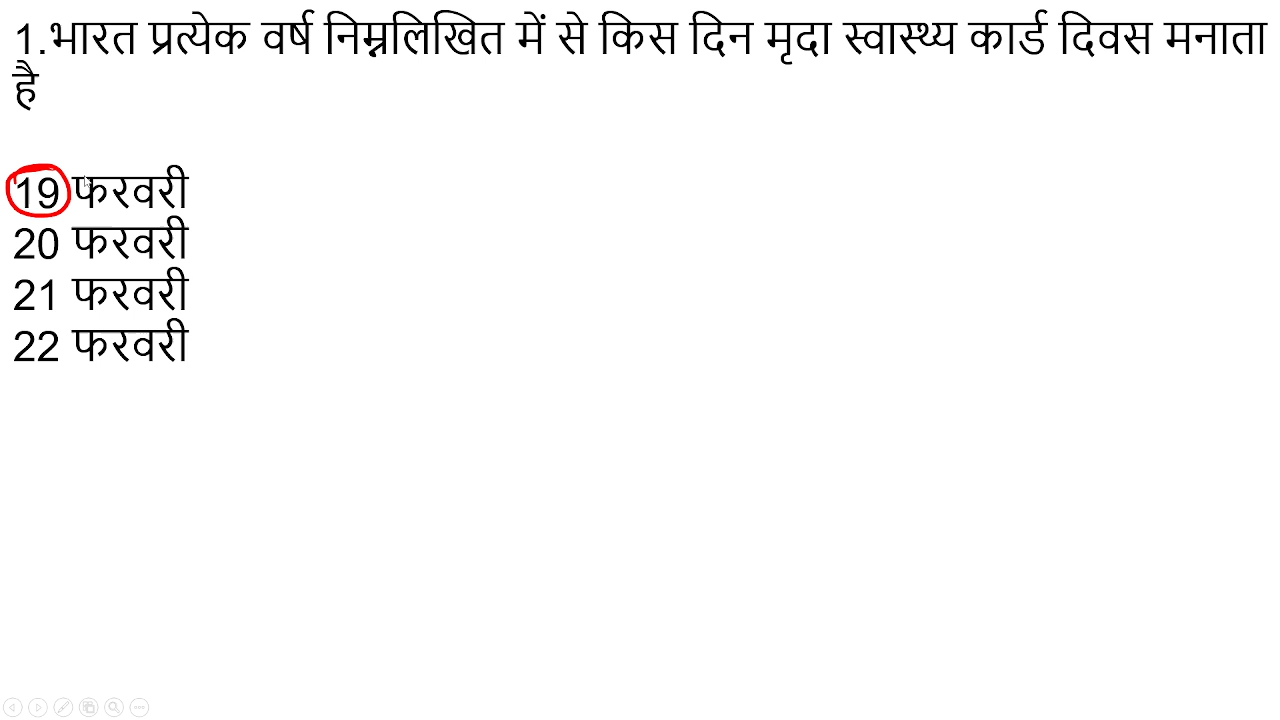 1.भारत प्रत्येक वर्ष निम्नलिखित में से किस दिन मृदा स्वास्थ्य कार्ड दिवस मनाता
है
19 फरवरी
20 फरवरी
21 फरवरी
22 फरवरी